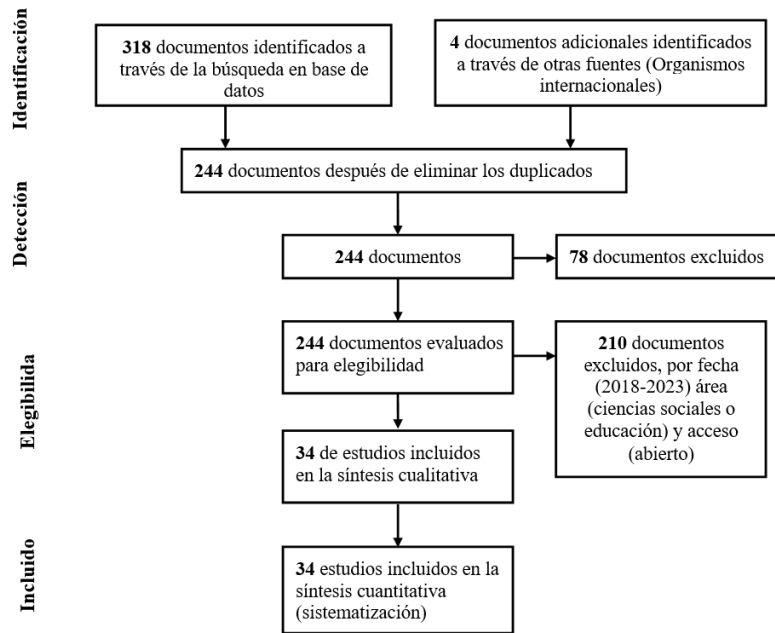 Identificación
318 documentos identificados a
través de la búsqueda en base de
datos
4 documentos adicionales identificados
a través de otras fuentes (Organismos
internacionales)
244 documentos después de eliminar los duplicados
Detección
244 documentos
78 documentos excluidos
Elegibilida
244 documentos evaluados
para elegibilidad
210 documentos
excluidos, por fecha
(2018-2023) área
(ciencias sociales o
educación) y acceso
(abierto)
34 de estudios incluidos
en la síntesis cualitativa
Incluido
34 estudios incluidos en la
síntesis cuantitativa
(sistematización)